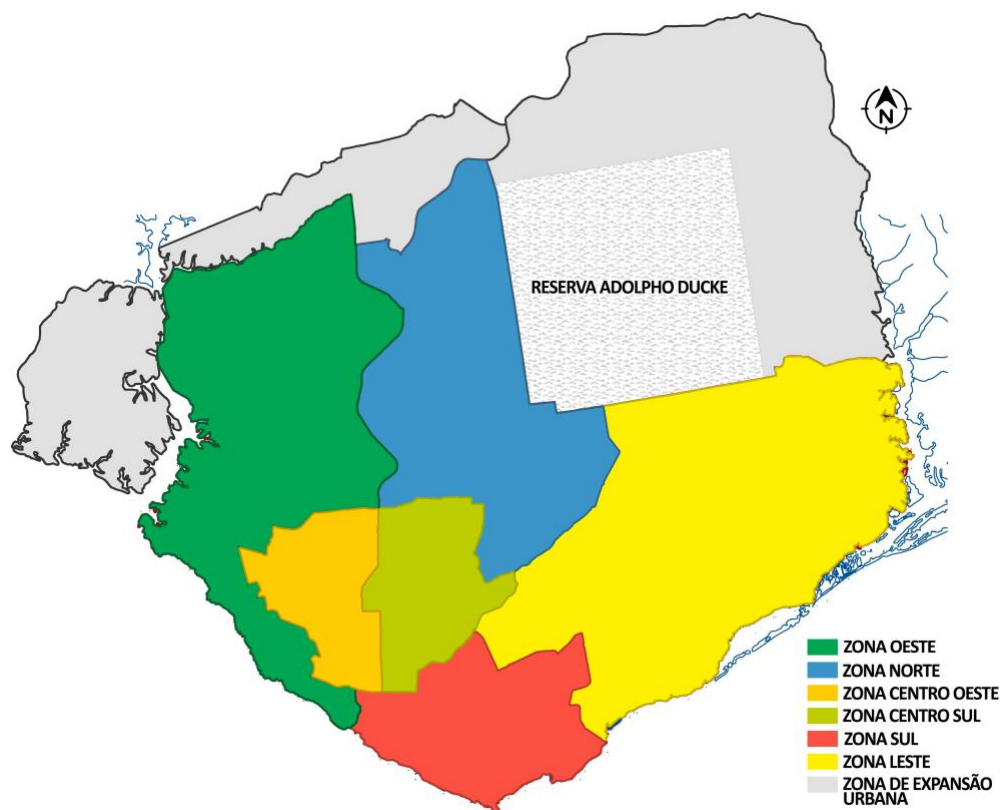 N
RESERVA ADOLPHO DUCKE
ZONA OESTE
ZONA NORTE
ZONA CENTRO OESTE
ZONA CENTRO SUL
ZONA SUL
ZONA LESTE
ZONA DE EXPANSÃO
URBANA